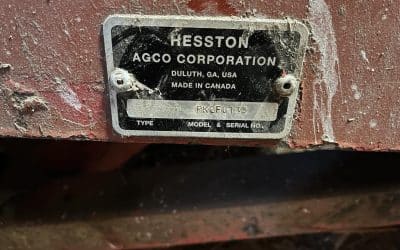 HESSTON
AGCO CORPORATION
DULUTH, GA, USA
MADE IN CANADA
TYPE MODEL & SERIAL NO.